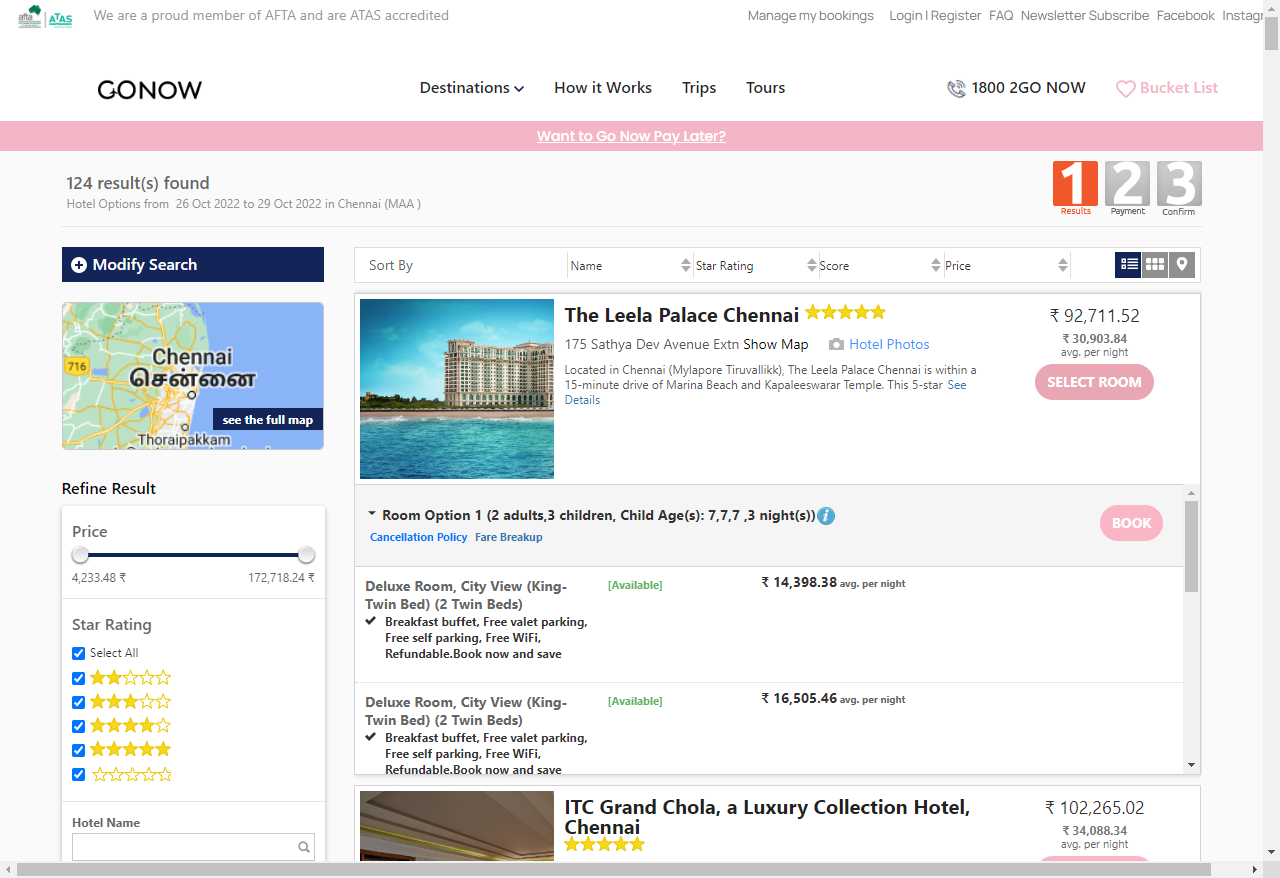 afta ATAS We are a proud member of AFTA and are ATAS accredited Manage my bookings Login I Register FAQ Newsletter Subscribe Facebook
GONOW Destinations How it Works Trips Tours 1800 2GO NOW Bucket List
Want to Go Now Pay Later?
124 result(s) found
Hotel Options from 26 Oct 2022 to 29 Oct 2022 in Chennai (MAA )
1 2 3
Results Payment Confirm
Modify Search
Sort By Name Star Rating Score Price
716
Chennai
சென்னை
see the full map
Thoraipakkam
Refine Result
Price
4,233.48 ₹ 172,718.24 ₹
Star Rating
Select All
Hotel Name
The Leela Palace Chennai
175 Sathya Dev Avenue Extn Show Map Hotel Photos
Located in Chennai (Mylapore Tiruvallikk), The Leela Palace Chennai is within a
15-minute drive of Marina Beach and Kapaleeswarar Temple. This 5-star See
Details
₹ 92,711.52
₹ 30,903.84
avg. per night
SELECT ROOM
Room Option 1 (2 adults,3 children, Child Age(s): 7,7,7 ,3 night(s))
Cancellation Policy Fare Breakup
BOOK
Deluxe Room, City View (King-
Twin Bed) (2 Twin Beds)
[Available]
₹ 14,398.38 avg. per night
Breakfast buffet, Free valet parking,
Free self parking, Free WiFi,
Refundable.Book now and save
Deluxe Room, City View (King-
Twin Bed) (2 Twin Beds)
[Available]
₹ 16,505.46 avg. per night
Breakfast buffet, Free valet parking,
Free self parking, Free WiFi,
Refundable.Book now and save
ITC Grand Chola, a Luxury Collection Hotel,
Chennai
₹ 102,265.02
₹ 34,088.34
avg. per night